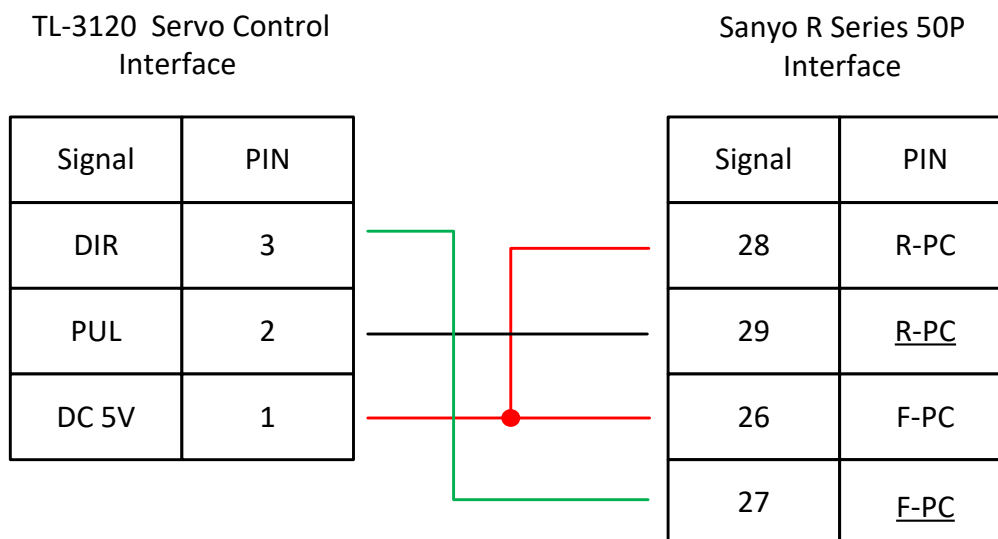 TL-3120 Servo Control
Interface
Sanyo R Series 50P
Interface
Signal PIN
DIR 3
PUL 2
DC 5V 1
Signal PIN
28 R-PC
29 R-PC
26 F-PC
27 F-PC